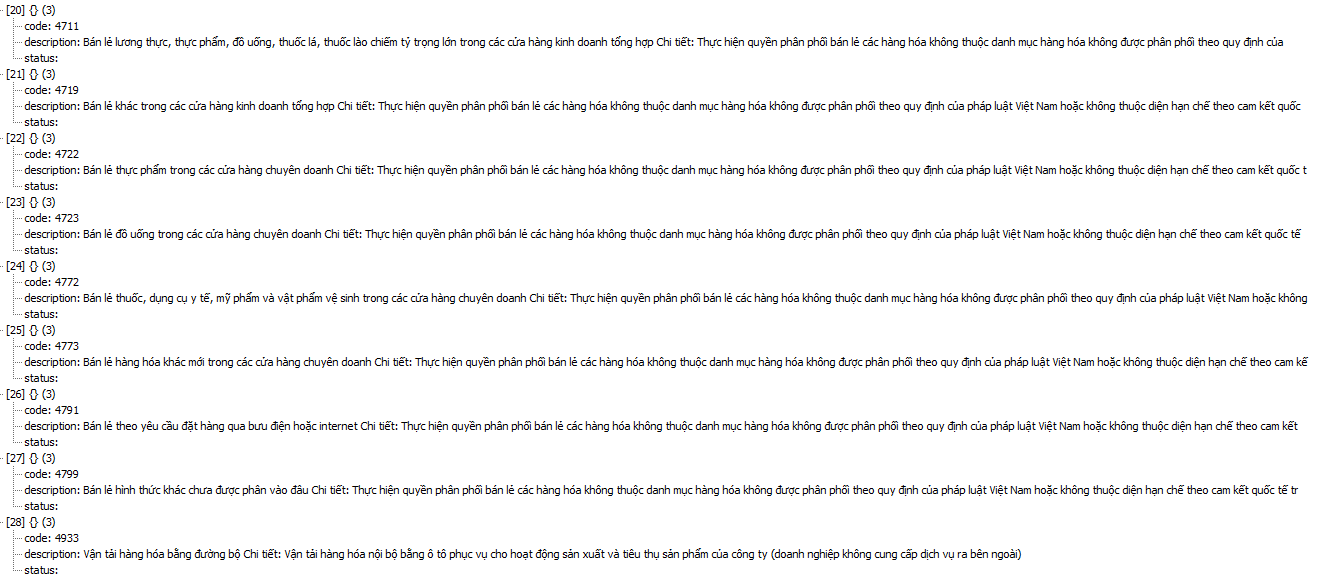 [20] {} (3)
code: 4711
description: Bán lẻ lương thực, thực phẩm, đồ uống, thuốc lá, thuốc lào chiếm tỷ trọng lớn trong các cửa hàng kinh doanh tổng hợp Chi tiết: Thực hiện quyền phân phối bán lẻ các hàng hóa không thuộc danh mục hàng hóa không được phân phối theo quy định của
status:
[21] {} (3)
code: 4719
description: Bán lẻ khác trong các cửa hàng kinh doanh tổng hợp Chi tiết: Thực hiện quyền phân phối bán lẻ các hàng hóa không thuộc danh mục hàng hóa không được phân phối theo quy định của pháp luật Việt Nam hoặc không thuộc diện hạn chế theo cam kết quốc
status:
[22] {} (3)
code: 4722
description: Bán lẻ thực phẩm trong các cửa hàng chuyên doanh Chi tiết: Thực hiện quyền phân phối bán lẻ các hàng hóa không thuộc danh mục hàng hóa không được phân phối theo quy định của pháp luật Việt Nam hoặc không thuộc diện hạn chế theo cam kết quốc t
status:
[23] {} (3)
code: 4723
description: Bán lẻ đồ uống trong các cửa hàng chuyên doanh Chi tiết: Thực hiện quyền phân phối bán lẻ các hàng hóa không thuộc danh mục hàng hóa không được phân phối theo quy định của pháp luật Việt Nam hoặc không thuộc diện hạn chế theo cam kết quốc tế
status:
[24] {} (3)
code: 4772
description: Bán lẻ thuốc, dụng cụ y tế, mỹ phẩm và vật phẩm vệ sinh trong các cửa hàng chuyên doanh Chi tiết: Thực hiện quyền phân phối bán lẻ các hàng hóa không thuộc danh mục hàng hóa không được phân phối theo quy định của pháp luật Việt Nam hoặc không
status:
[25] {} (3)
code: 4773
description: Bán lẻ hàng hóa khác mới trong các cửa hàng chuyên doanh Chi tiết: Thực hiện quyền phân phối bán lẻ các hàng hóa không thuộc danh mục hàng hóa không được phân phối theo quy định của pháp luật Việt Nam hoặc không thuộc diện hạn chế theo cam kế
status:
[26] {} (3)
code: 4791
description: Bán lẻ theo yêu cầu đặt hàng qua bưu điện hoặc internet Chi tiết: Thực hiện quyền phân phối bán lẻ các hàng hóa không thuộc danh mục hàng hóa không được phân phối theo quy định của pháp luật Việt Nam hoặc không thuộc diện hạn chế theo cam kết
status:
[27] {} (3)
code: 4799
description: Bán lẻ hình thức khác chưa được phân vào đâu Chi tiết: Thực hiện quyền phân phối bán lẻ các hàng hóa không thuộc danh mục hàng hóa không được phân phối theo quy định của pháp luật Việt Nam hoặc không thuộc diện hạn chế theo cam kết quốc tế tr
status:
[28] {} (3)
code: 4933
description: Vận tải hàng hóa bằng đường bộ Chi tiết: Vận tải hàng hóa nội bộ bằng ô tô phục vụ cho hoạt động sản xuất và tiêu thụ sản phẩm của công ty (doanh nghiệp không cung cấp dịch vụ ra bên ngoài)
status: